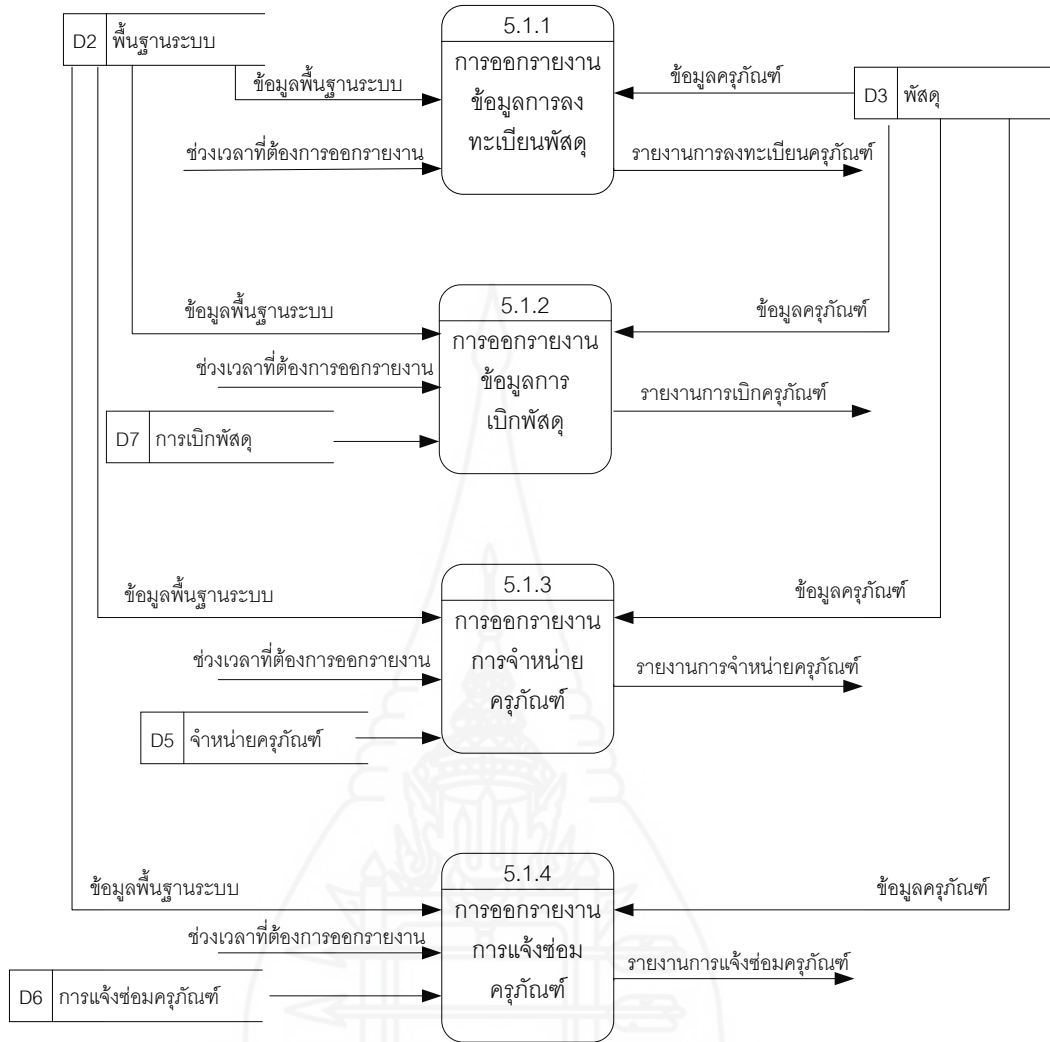 D2 พื้นฐานระบบ
5.1.1
การออกรายงาน
ข้อมูลการลง
ทะเบียนพัสดุ
ข้อมูลพื้นฐานระบบ
ข้อมูลครุภัณฑ์
D3 พัสดุ
ช่วงเวลาที่ต้องการออกรายงาน
รายงานการลงทะเบียนครุภัณฑ์
ข้อมูลพื้นฐานระบบ
5.1.2
การออกรายงาน
ข้อมูลการ
เบิกพัสดุ
ข้อมูลครุภัณฑ์
ช่วงเวลาที่ต้องการออกรายงาน
รายงานการเบิกครุภัณฑ์
D7 การเบิกพัสดุ
ข้อมูลพื้นฐานระบบ
5.1.3
การออกรายงาน
การจำหน่าย
ครุภัณฑ์
ข้อมูลครุภัณฑ์
ช่วงเวลาที่ต้องการออกรายงาน
รายงานการจำหน่ายครุภัณฑ์
D5 จำหน่ายครุภัณฑ์
ข้อมูลพื้นฐานระบบ
5.1.4
การออกรายงาน
การแจ้งซ่อม
ครุภัณฑ์
ข้อมูลครุภัณฑ์
ช่วงเวลาที่ต้องการออกรายงาน
รายงานการแจ้งซ่อมครุภัณฑ์
D6 การแจ้งซ่อมครุภัณฑ์